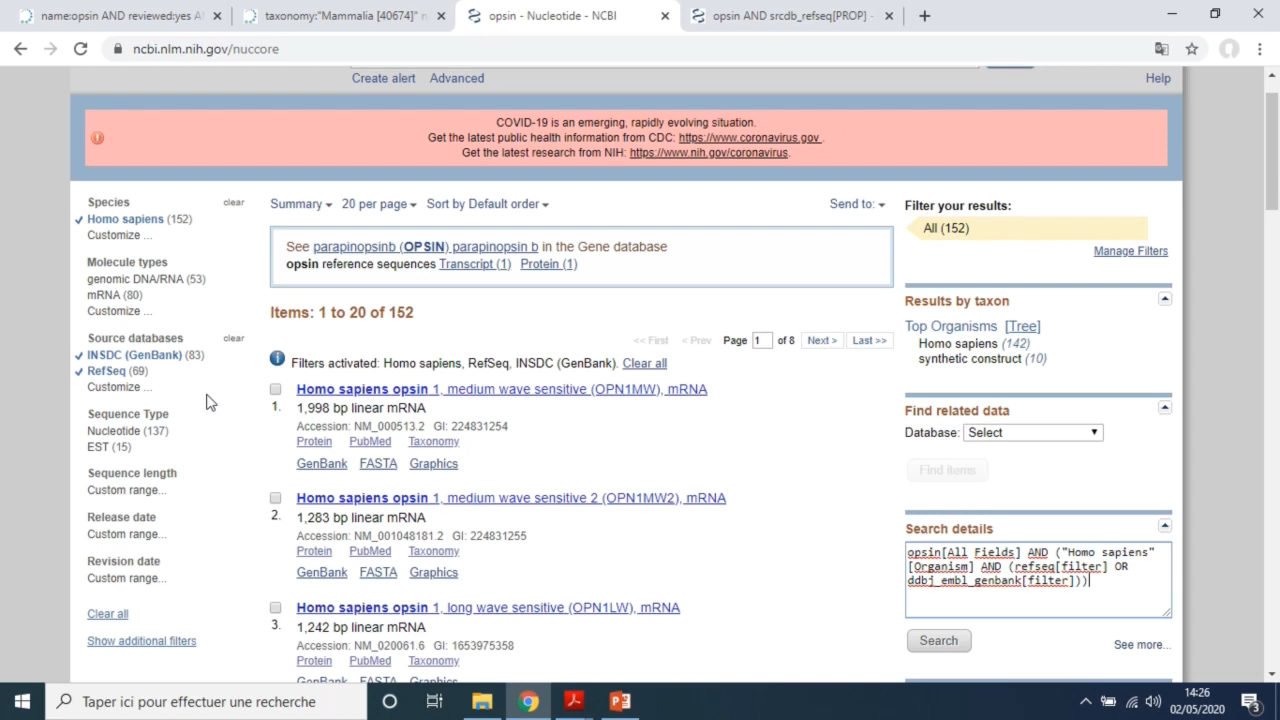 name:opsin AND reviewed:yes A
taxonomy:"Mammalia [40674]" n
opsin - Nucleotide - NCBI
opsin AND srcdb_refseq[PROP] -
ncbi.nlm.nih.gov/nuccore
Create alert Advanced
Help
COVID-19 is an emerging, rapidly evolving situation.
Get the latest public health information from CDC: https://www.coronavirus.gov .
Get the latest research from NIH: https://www.nih.gov/coronavirus.
Species clear
Homo sapiens (152)
Customize ...
Molecule types
genomic DNA/RNA (53)
mRNA (80)
Customize ...
Source databases clear
INSDC (GenBank) (83)
RefSeq (69)
Customize ...
Sequence Type
Nucleotide (137)
EST (15)
Sequence length
Custom range...
Release date
Custom range...
Revision date
Custom range...
Clear all
Show additional filters
Summary 20 per page Sort by Default order Send to:
See parapinopsinb (OPSIN) parapinopsin b in the Gene database
opsin reference sequences Transcript (1) Protein (1)
Items: 1 to 20 of 152
<< First < Prev Page 1 of 8 Next > Last >>
Filters activated: Homo sapiens, RefSeq, INSDC (GenBank). Clear all
Homo sapiens opsin 1, medium wave sensitive (OPN1MW), mRNA
1. 1,998 bp linear mRNA
Accession: NM_000513.2 GI: 224831254
Protein PubMed Taxonomy
GenBank FASTA Graphics
Homo sapiens opsin 1, medium wave sensitive 2 (OPN1MW2), mRNA
2. 1,283 bp linear mRNA
Accession: NM_001048181.2 GI: 224831255
Protein PubMed Taxonomy
GenBank FASTA Graphics
Homo sapiens opsin 1, long wave sensitive (OPN1LW), mRNA
3. 1,242 bp linear mRNA
Accession: NM_020061.6 GI: 1653975358
Protein PubMed Taxonomy
GenBank FASTA Graphics
Filter your results:
All (152)
Manage Filters
Results by taxon
Top Organisms [Tree]
Homo sapiens (142)
synthetic construct (10)
Find related data
Database: Select
Find items
Search details
opsin[All Fields] AND ("Homo sapiens"
[Organism] AND (refseq[filter] OR
ddbj_embl_genbank[filter]))
Search
See more...
Taper ici pour effectuer une recherche
14:26
02/05/2020
3